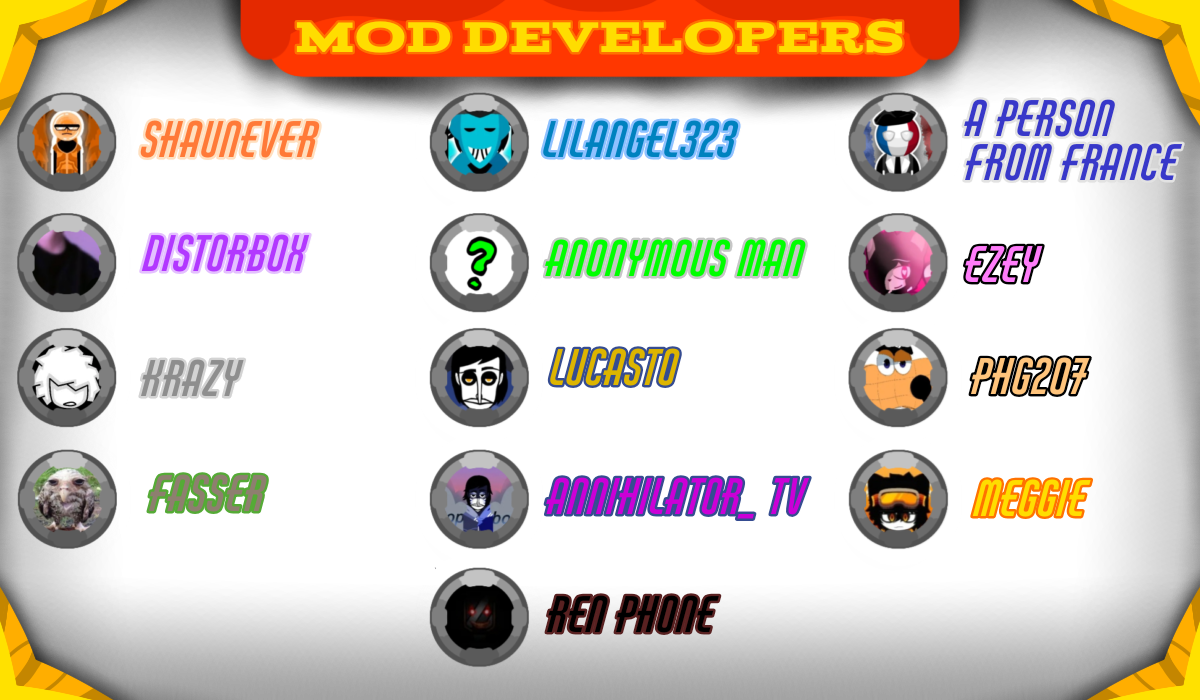 MOD DEVELOPERS
SHAUNEVER
LILANGEL323
A PERSON
FROM FRANCE
DISTORBOX
?
ANONYMOUS MAN
EZEY
KRAZY
LUCASTO
PHG207
FASSER
ANNIHILATOR_ TV
MEGGIE
REN PHONE